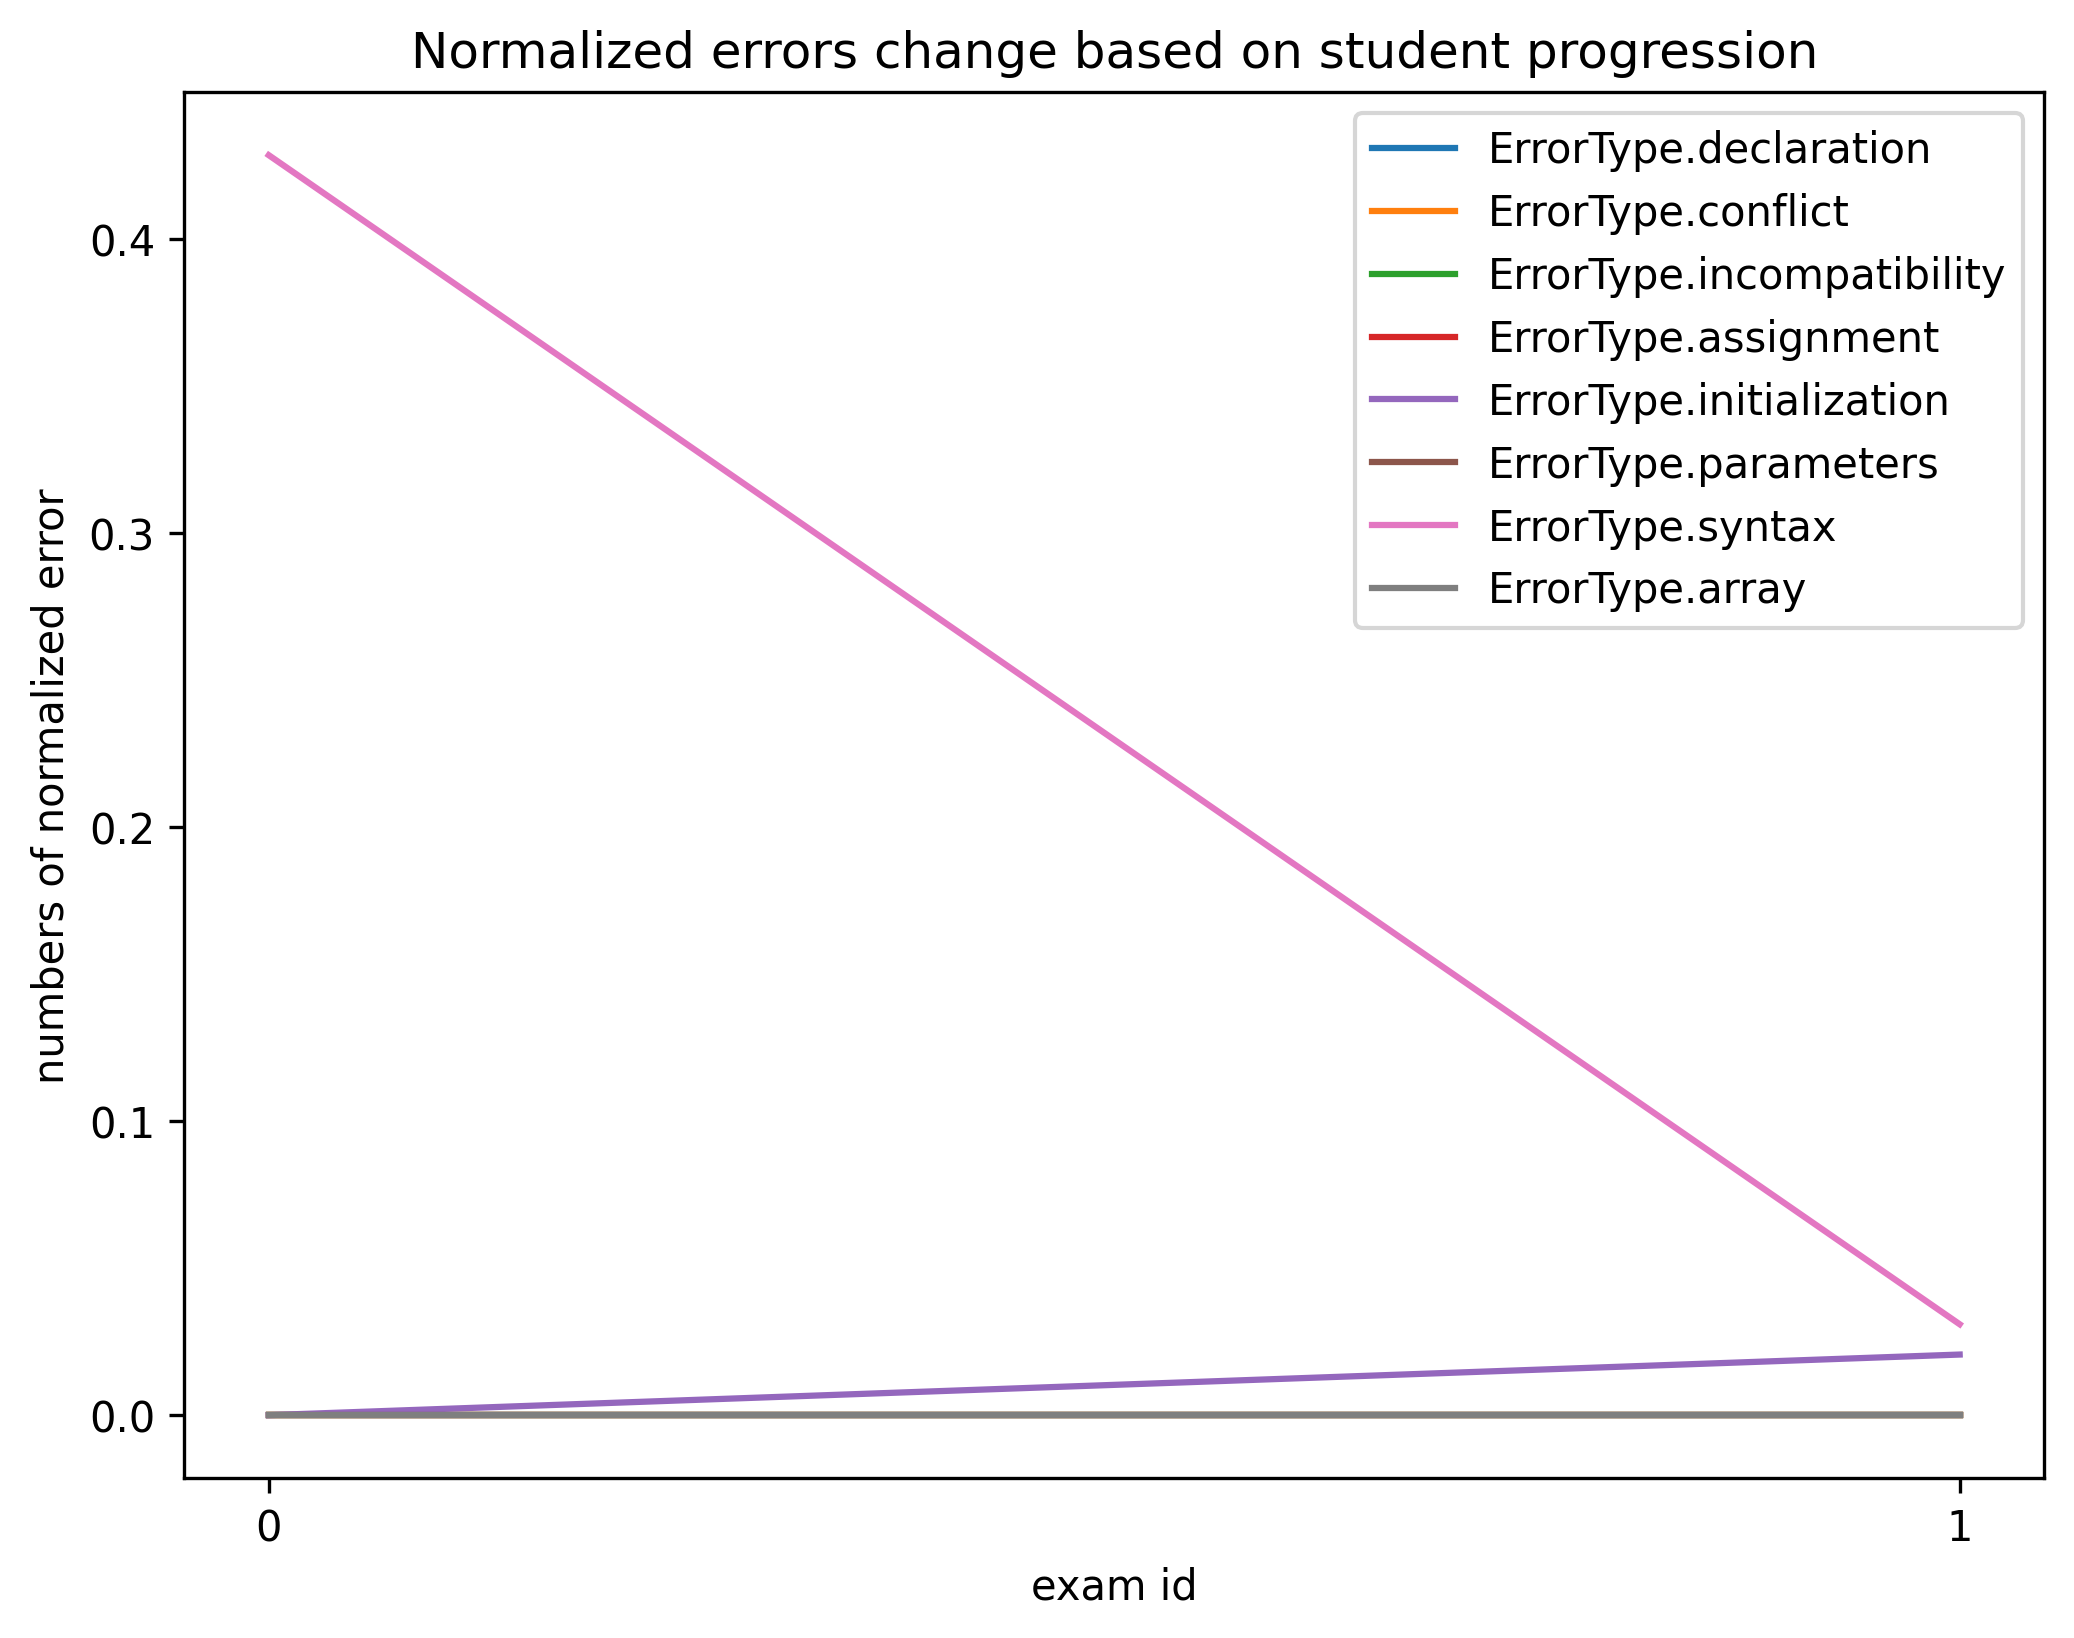 Normalized errors change based on student progression
ErrorType.declaration
ErrorType.conflict
ErrorType.incompatibility
ErrorType.assignment
ErrorType.initialization
ErrorType.parameters
ErrorType.syntax
ErrorType.array
numbers of normalized error
0.4
0.3
0.2
0.1
0.0
0
1
exam id